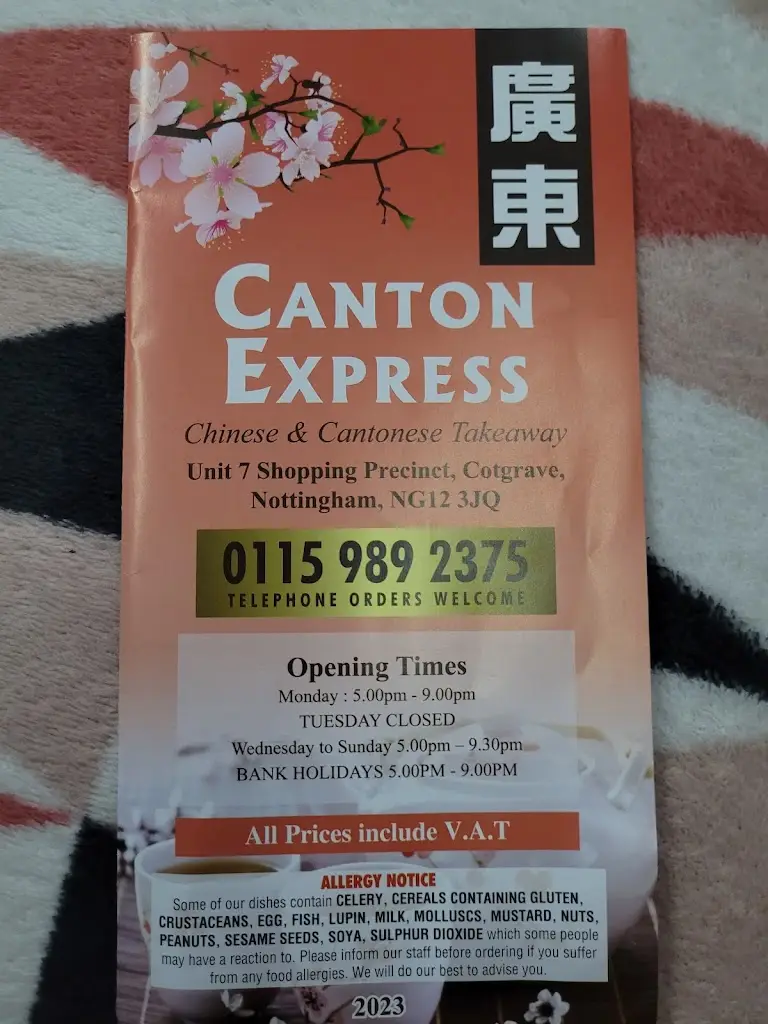 廣東
CANTON
EXPRESS
Chinese & Cantonese Takeaway
Unit 7 Shopping Precinct, Cotgrave,
Nottingham, NG12 3JQ
0115 989 2375
TELEPHONE ORDERS WELCOME
Opening Times
Monday : 5.00pm - 9.00pm
TUESDAY CLOSED
Wednesday to Sunday 5.00pm – 9.30pm
BANK HOLIDAYS 5.00PM - 9.00PM
All Prices include V.A.T
ALLERGY NOTICE
Some of our dishes contain CELERY, CEREALS CONTAINING GLUTEN,
CRUSTACEANS, EGG, FISH, LUPIN, MILK, MOLLUSCS, MUSTARD, NUTS,
PEANUTS, SESAME SEEDS, SOYA, SULPHUR DIOXIDE which some people
may have a reaction to. Please inform our staff before ordering if you suffer
from any food allergies. We will do our best to advise you.
2023